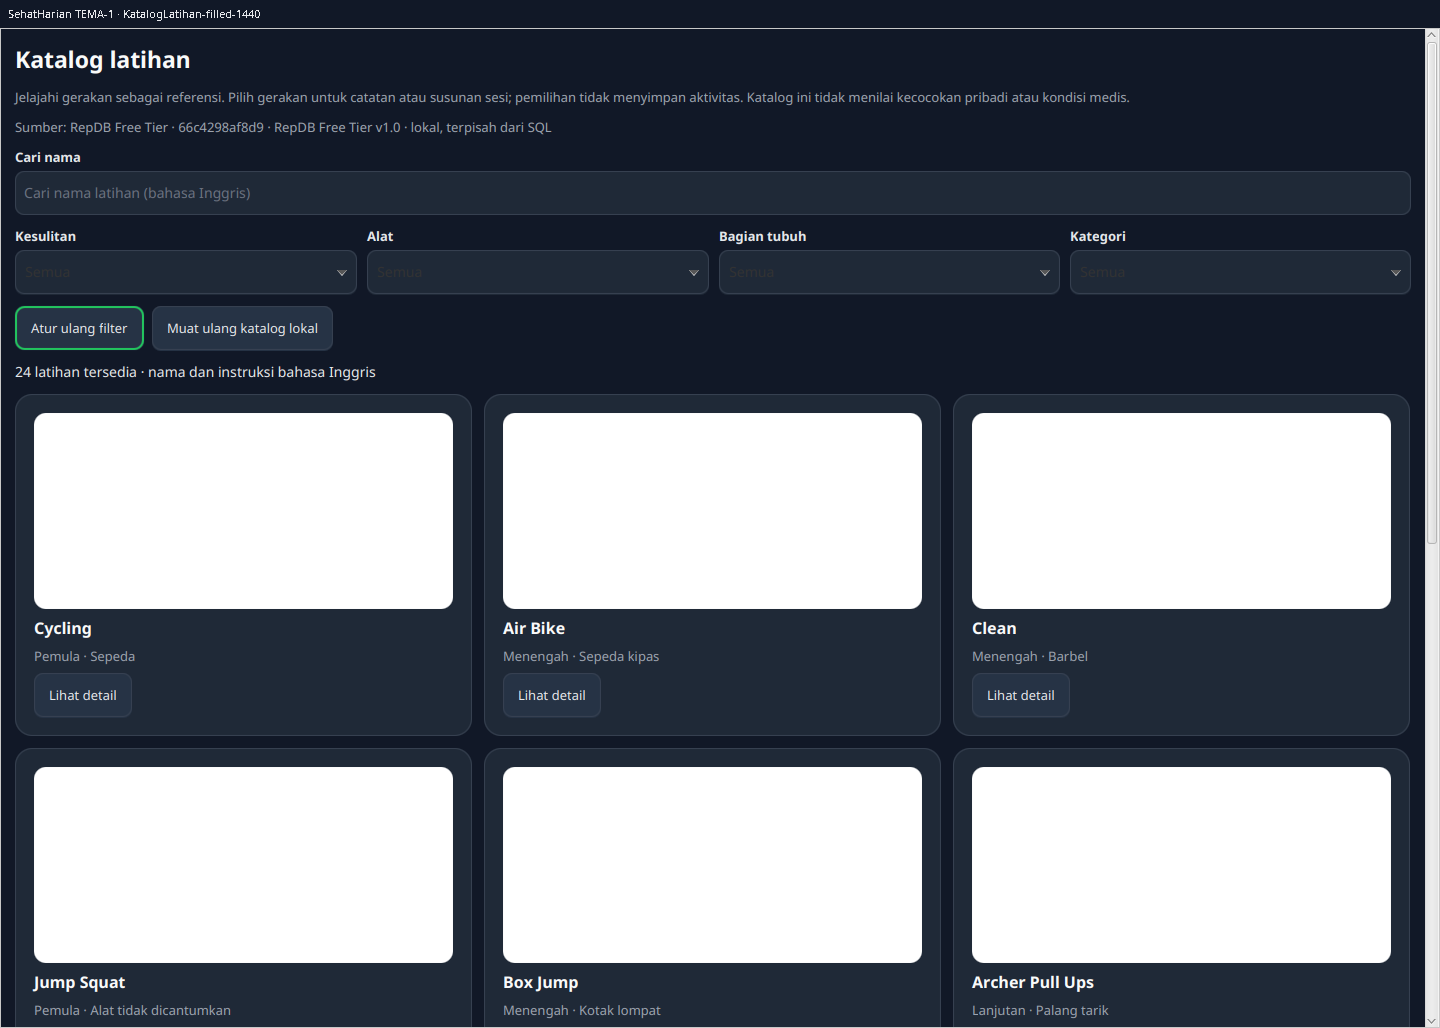 SehatHarian TEMA-1 · KatalogLatihan-filled-1440
Katalog latihan
Jelajahi gerakan sebagai referensi. Pilih gerakan untuk catatan atau susunan sesi; pemilihan tidak menyimpan aktivitas. Katalog ini tidak menilai kecocokan pribadi atau kondisi medis.
Sumber: RepDB Free Tier · 66c4298af8d9 · RepDB Free Tier v1.0 · lokal, terpisah dari SQL
Cari nama
Cari nama latihan (bahasa Inggris)
Kesulitan Alat Bagian tubuh Kategori
Semua Semua Semua Semua
Atur ulang filter Muat ulang katalog lokal
24 latihan tersedia · nama dan instruksi bahasa Inggris
Cycling Air Bike Clean
Pemula · Sepeda Menengah · Sepeda kipas Menengah · Barbel
Lihat detail Lihat detail Lihat detail
Jump Squat Box Jump Archer Pull Ups
Pemula · Alat tidak dicantumkan Menengah · Kotak lompat Lanjutan · Palang tarik